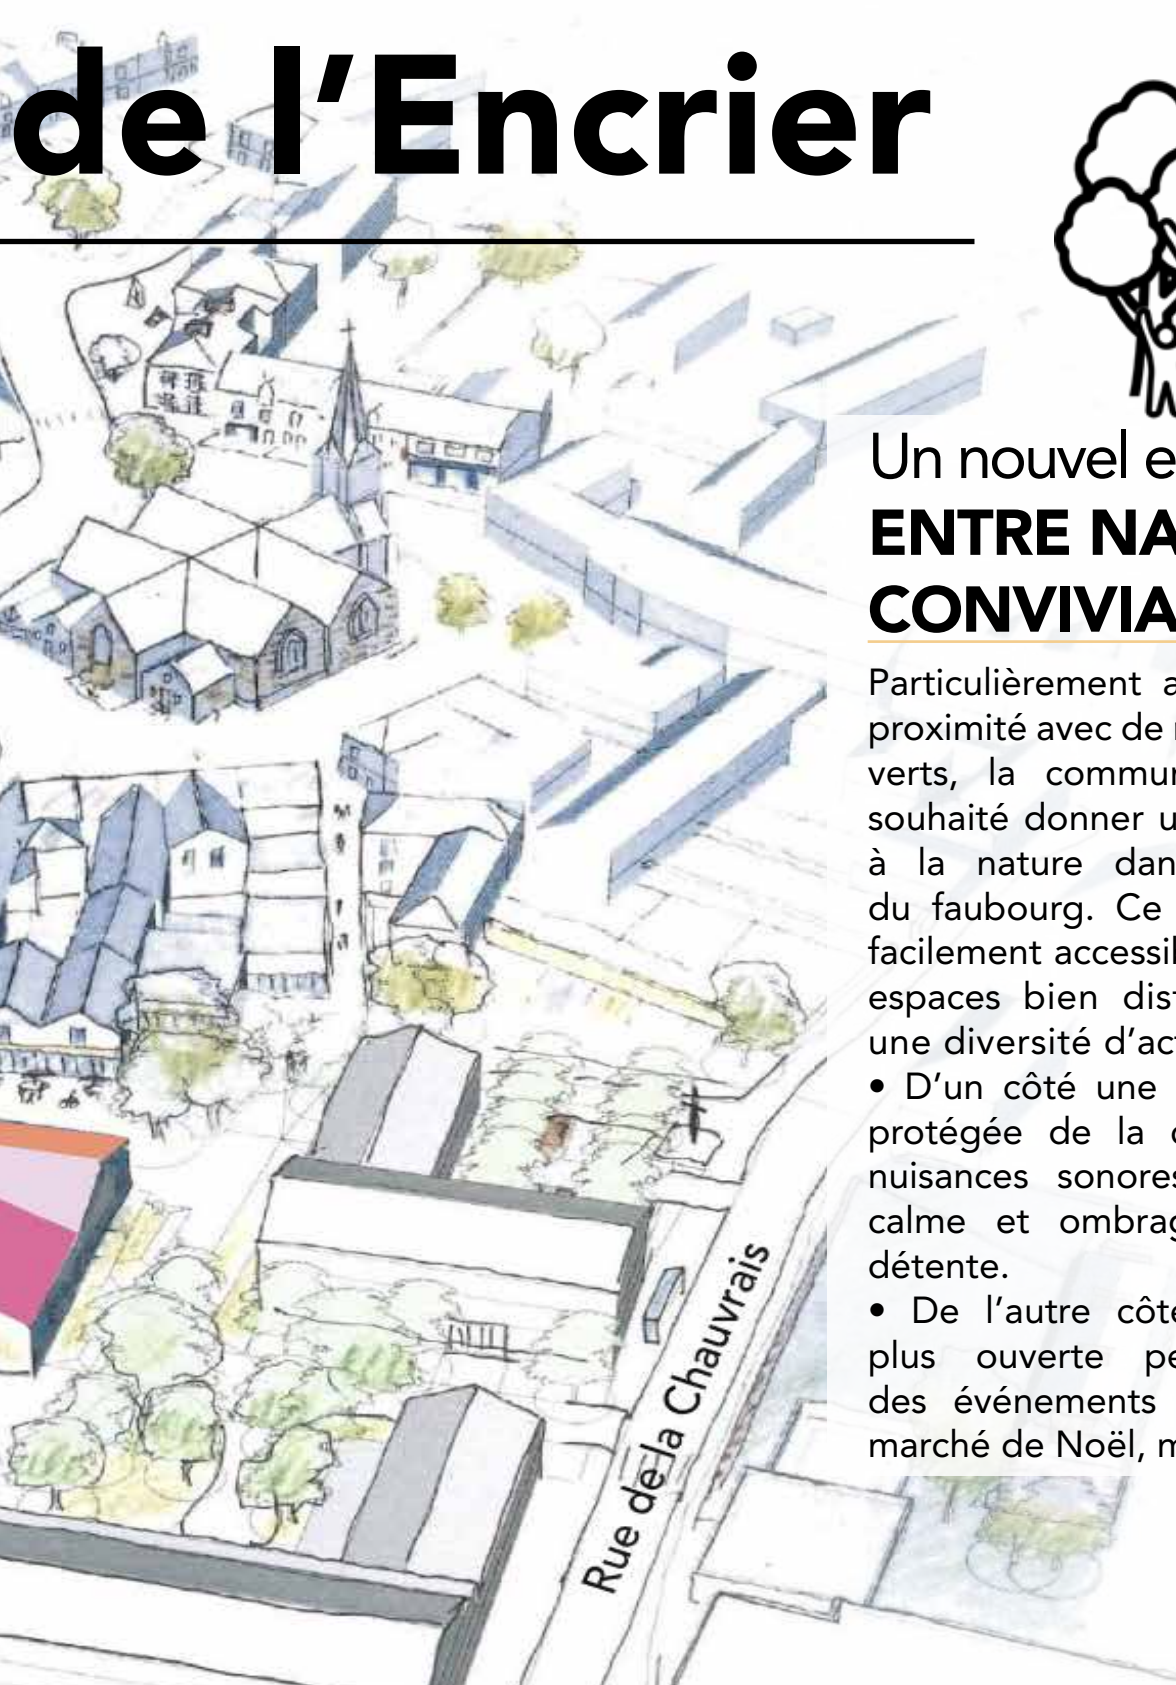 de l’Encrier
Un nouvel e
ENTRE NA
CONVIVIA
Particulièrement a
proximité avec de
verts, la commun
souhaité donner u
à la nature dan
du faubourg. Ce
facilement accessi
espaces bien dis
une diversité d’ac
• D’un côté une
protégée de la
nuisances sonores
calme et ombrag
détente.
• De l’autre côt
plus ouverte pe
des événements
marché de Noël, m
Rue de la Chauvrais